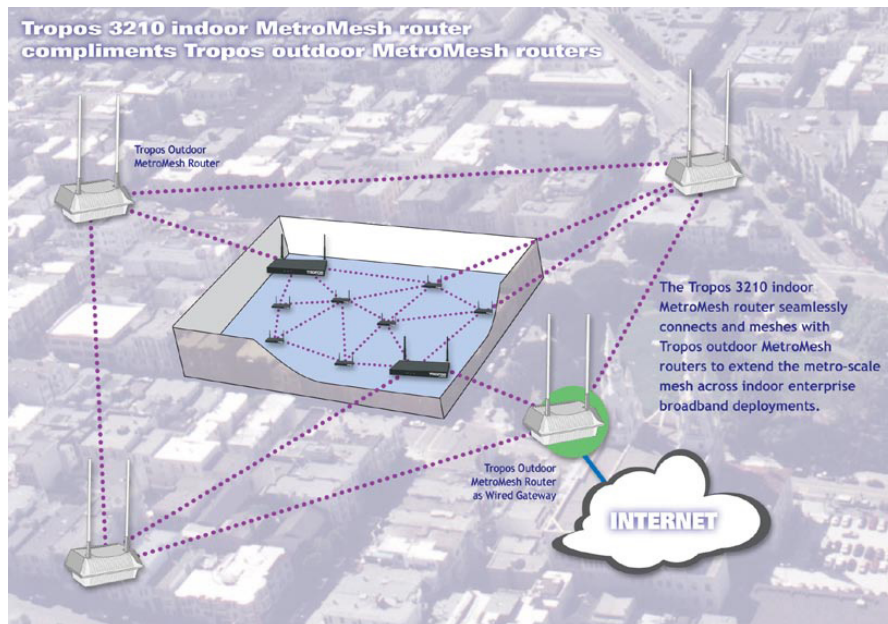 Tropos 3210 indoor MetroMesh router
compliments Tropos outdoor MetroMesh routers
Tropos Outdoor
MetroMesh Router
TROPOS
The Tropos 3210 indoor
MetroMesh router seamlessly
connects and meshes with
Tropos outdoor MetroMesh
routers to extend the metro-scale
mesh across indoor enterprise
broadband deployments.
TROPOS
Tropos Outdoor
MetroMesh Router
as Wired Gateway
INTERNET